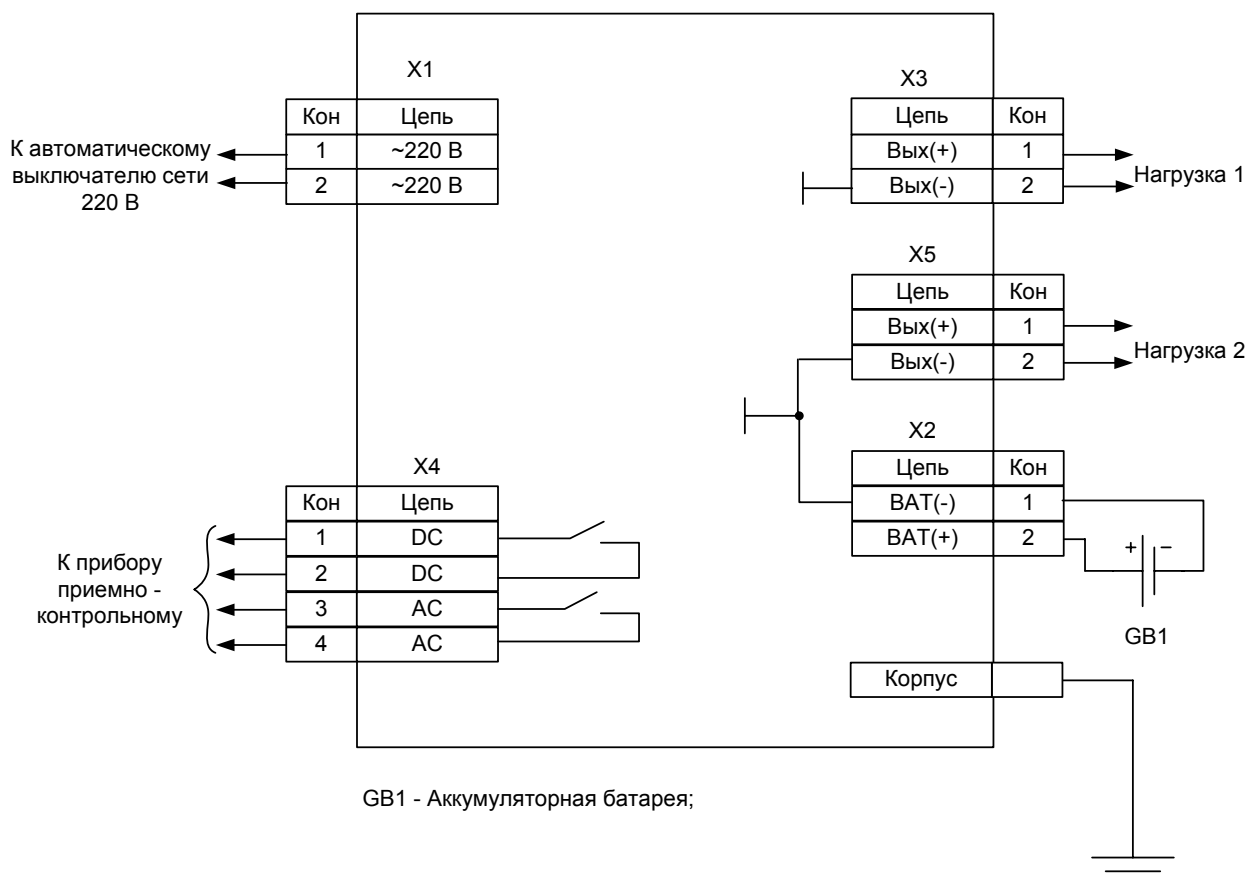 X1
Кон Цепь
1 ~220 В
2 ~220 В
К автоматическому
выключателю сети
220 В
X3
Цепь Кон
Вых(+) 1
Вых(-) 2
Нагрузка 1
X5
Цепь Кон
Вых(+) 1
Вых(-) 2
Нагрузка 2
X2
Цепь Кон
BAT(-) 1
BAT(+) 2
+ –
GB1
X4
Кон Цепь
1 DC
2 DC
3 AC
4 AC
К прибору
приемно -
контрольному
Корпус
GB1 - Аккумуляторная батарея;